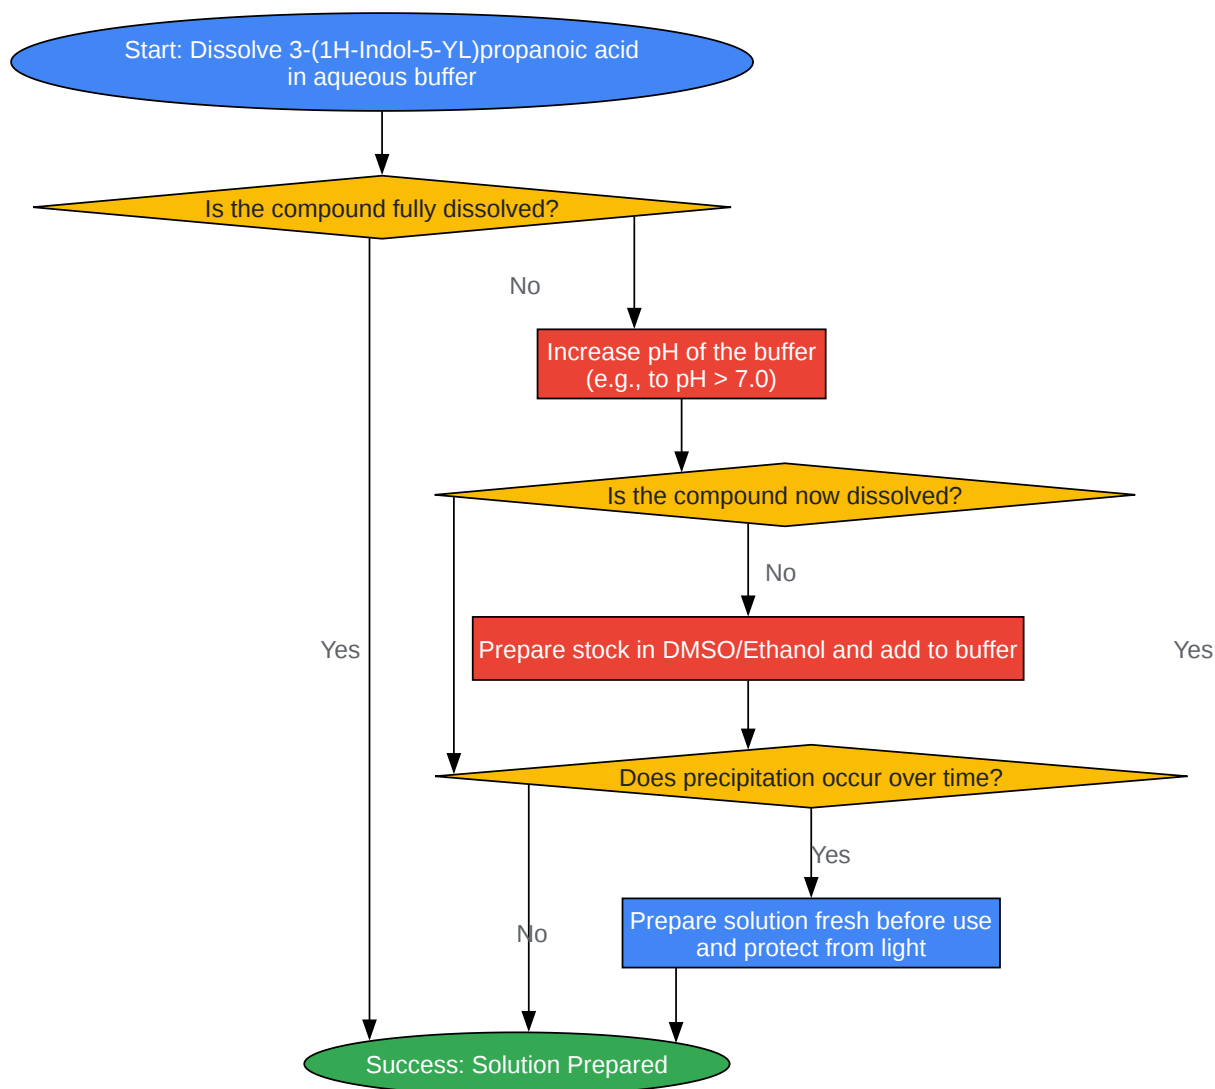 Start: Dissolve 3-(1H-Indol-5-YL)propanoic acid
in aqueous buffer
Is the compound fully dissolved?
No
Increase pH of the buffer
(e.g., to pH > 7.0)
Is the compound now dissolved?
No
Yes
Prepare stock in DMSO/Ethanol and add to buffer
Yes
Does precipitation occur over time?
Yes
Prepare solution fresh before use
and protect from light
No
Success: Solution Prepared